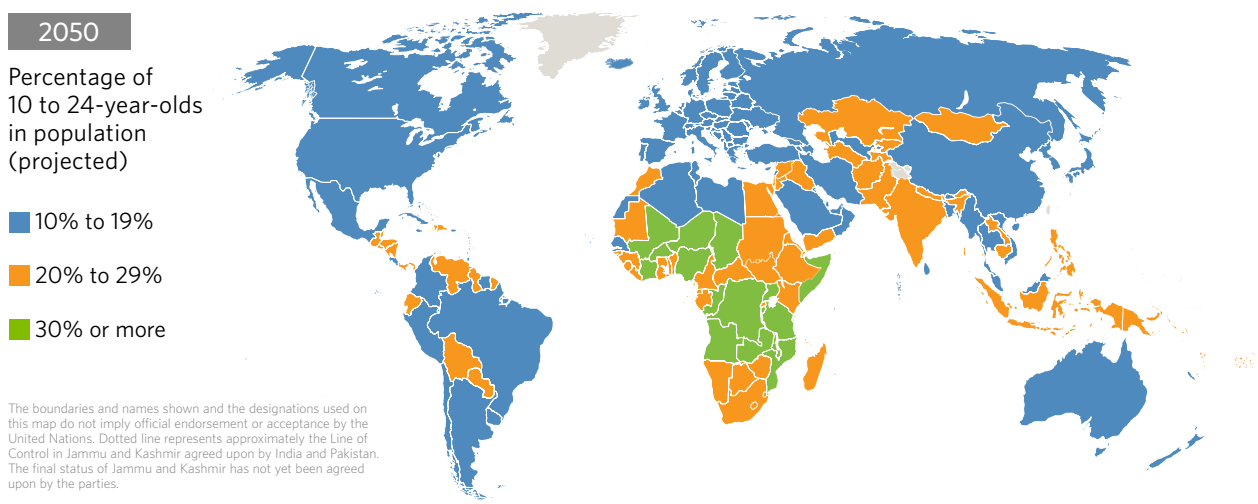 2050
Percentage of
10 to 24-year-olds
in population
(projected)
10% to 19%
20% to 29%
30% or more
The boundaries and names shown and the designations used on
this map do not imply official endorsement or acceptance by the
United Nations. Dotted line represents approximately the Line of
Control in Jammu and Kashmir agreed upon by India and Pakistan.
The final status of Jammu and Kashmir has not yet been agreed
upon by the parties.